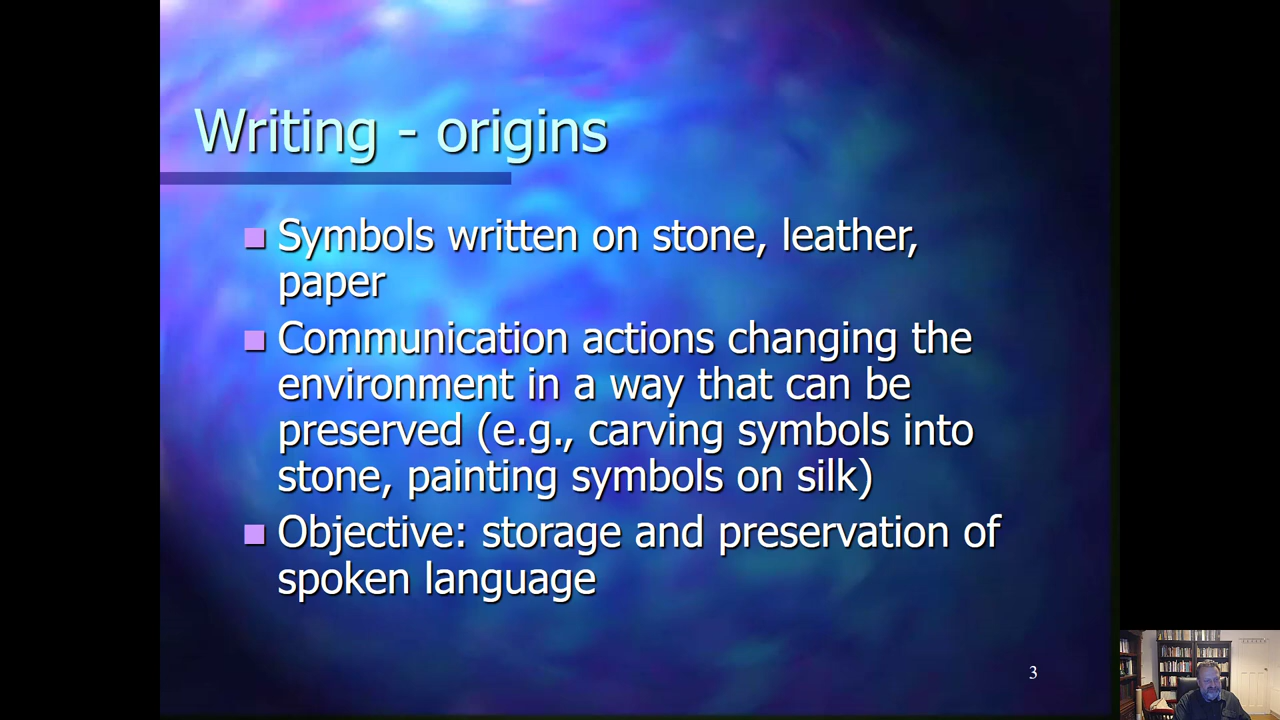 Writing - origins
Symbols written on stone, leather,
paper
Communication actions changing the
environment in a way that can be
preserved (e.g., carving symbols into
stone, painting symbols on silk)
Objective: storage and preservation of
spoken language
3